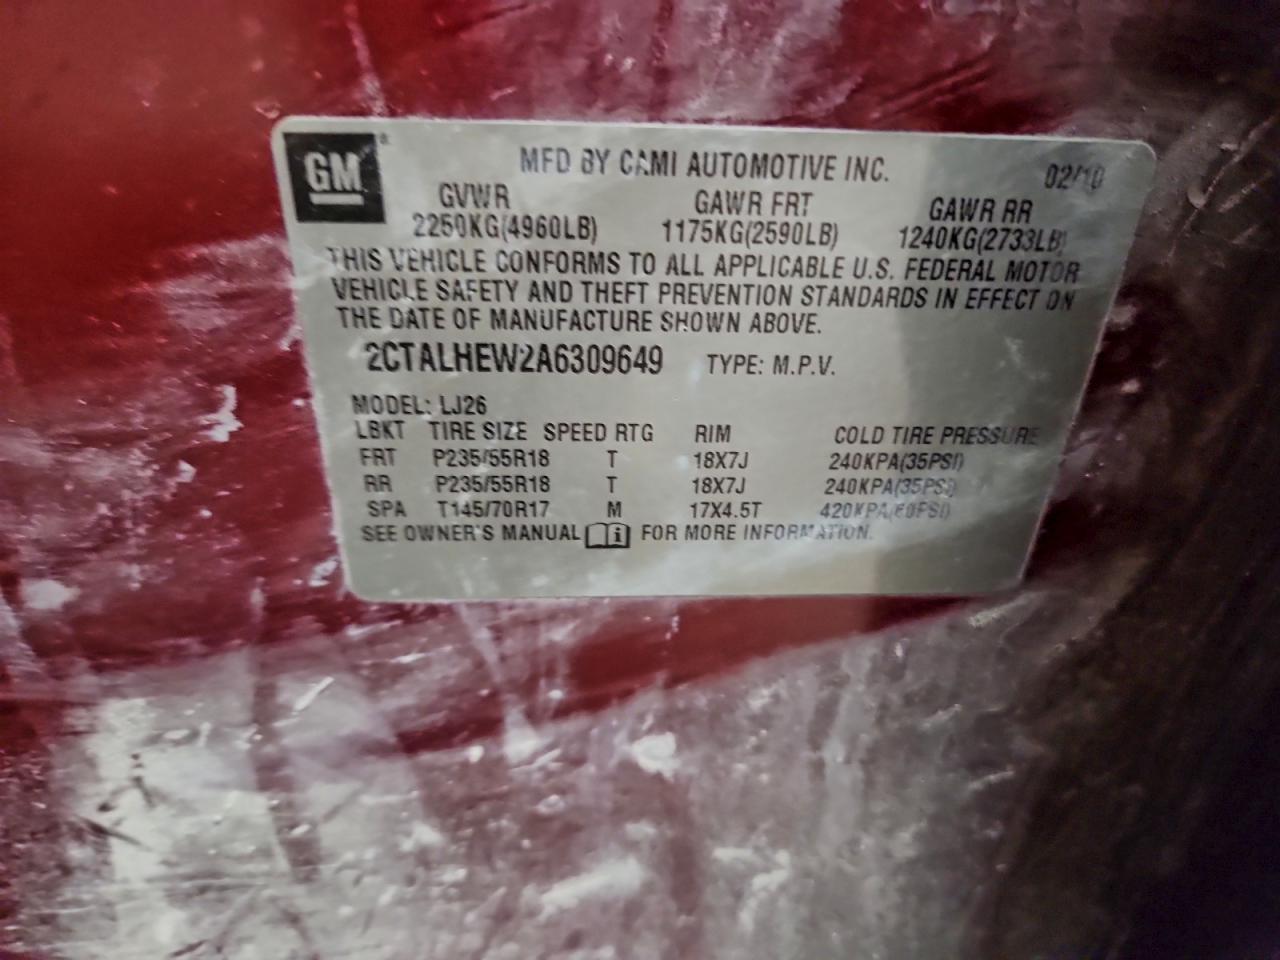 GM®
MFD BY CAMI AUTOMOTIVE INC. 02/10
GVWR GAWR FRT GAWR RR
2250KG(4960LB) 1175KG(2590LB) 1240KG(2733LB)
THIS VEHICLE CONFORMS TO ALL APPLICABLE U.S. FEDERAL MOTOR
VEHICLE SAFETY AND THEFT PREVENTION STANDARDS IN EFFECT ON
THE DATE OF MANUFACTURE SHOWN ABOVE.
2CTALHEW2A6309649 TYPE: M.P.V.
MODEL: LJ26
LBKT TIRE SIZE SPEED RTG RIM COLD TIRE PRESSURE
FRT P235/55R18 T 18X7J 240KPA(35PSI)
RR P235/55R18 T 18X7J 240KPA(35PSI)
SPA T145/70R17 M 17X4.5T 420KPA(60PSI)
SEE OWNER'S MANUAL FOR MORE INFORMATION.